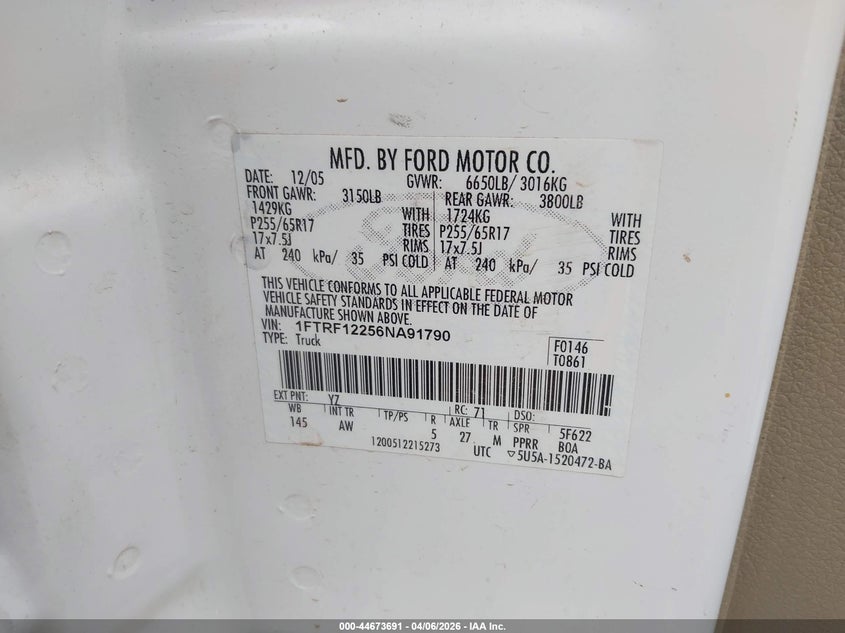 MFD. BY FORD MOTOR CO.
DATE: 12/05 GVWR: 6650LB/ 3016KG
FRONT GAWR: 3150LB REAR GAWR: 3800LB
1429KG WITH 1724KG WITH
P255/65R17 TIRES P255/65R17 TIRES
17x7.5J RIMS 17x7.5J RIMS
AT 240 kPa/ 35 PSI COLD AT 240 kPa/ 35 PSI COLD
THIS VEHICLE CONFORMS TO ALL APPLICABLE FEDERAL MOTOR
VEHICLE SAFETY STANDARDS IN EFFECT ON THE DATE OF
MANUFACTURE SHOWN ABOVE.
VIN: 1FTRF12256NA91790
TYPE: Truck
F0146
T0861
EXT PNT: YZ RC: 71 DSO:
WB INT TR TP/PS R AXLE TR SPR 5F622
145 AW 5 27 M PPRR BOA
1200512215273 UTC ▽5U5A-1520472-BA
000-44673691 - 04/06/2026 - IAA Inc.